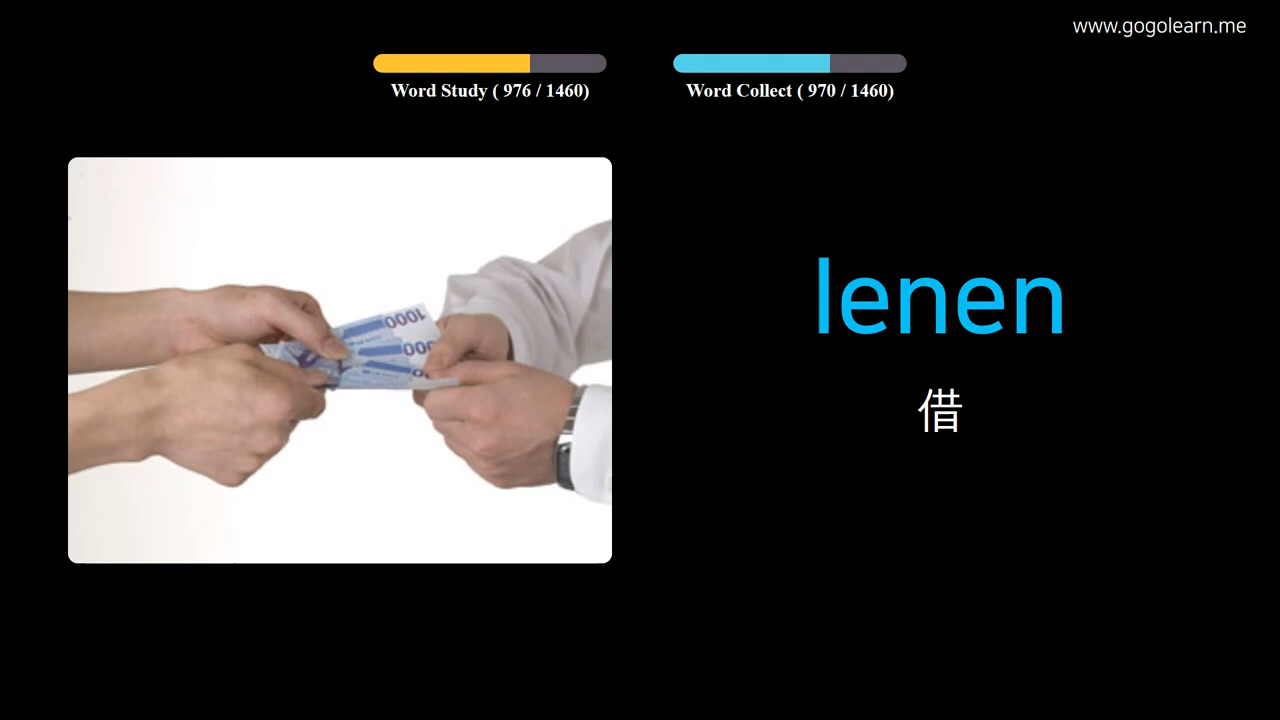 www.gogolearn.me
Word Study ( 976 / 1460)
Word Collect ( 970 / 1460)
1000
lenen
借